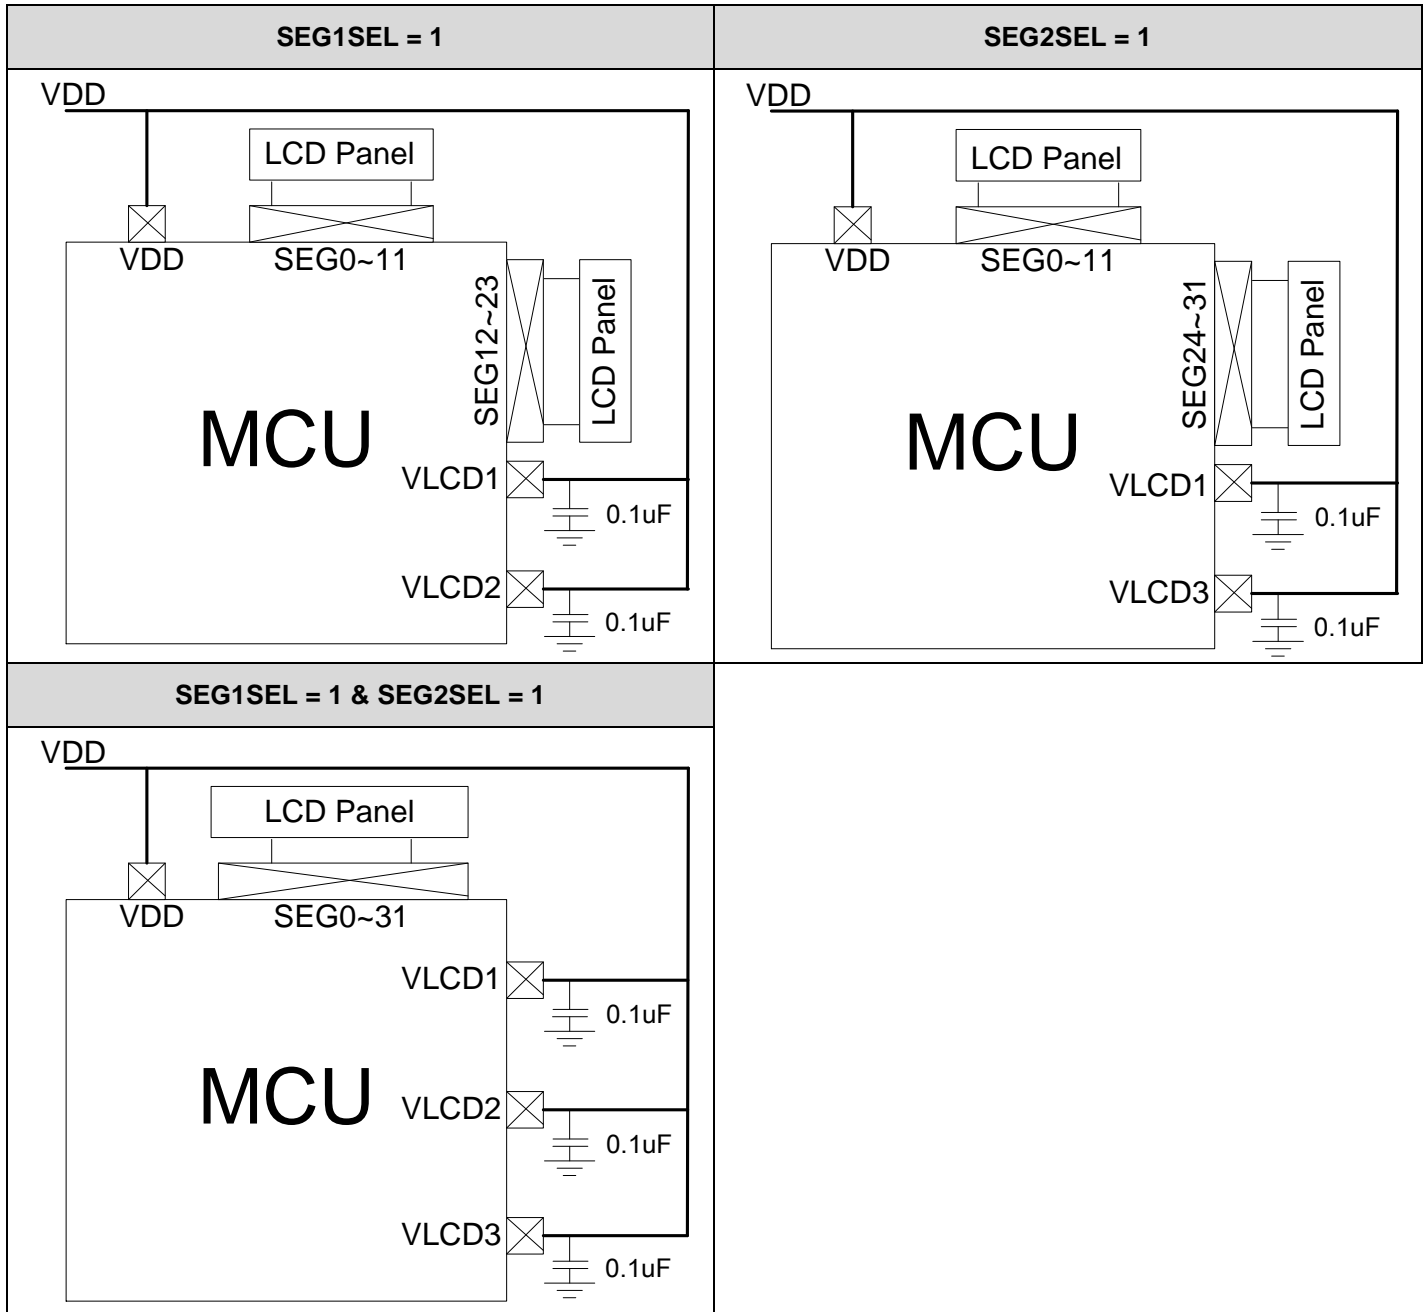 SEG1SEL = 1
VDD
LCD Panel
VDD
SEG0~11
SEG12~23
LCD Panel
MCU
VLCD1
0.1uF
VLCD2
0.1uF
SEG2SEL = 1
VDD
LCD Panel
VDD
SEG0~11
SEG24~31
LCD Panel
MCU
VLCD1
0.1uF
VLCD3
0.1uF
SEG1SEL = 1 & SEG2SEL = 1
VDD
LCD Panel
VDD
SEG0~31
VLCD1
0.1uF
MCU
VLCD2
0.1uF
VLCD3
0.1uF